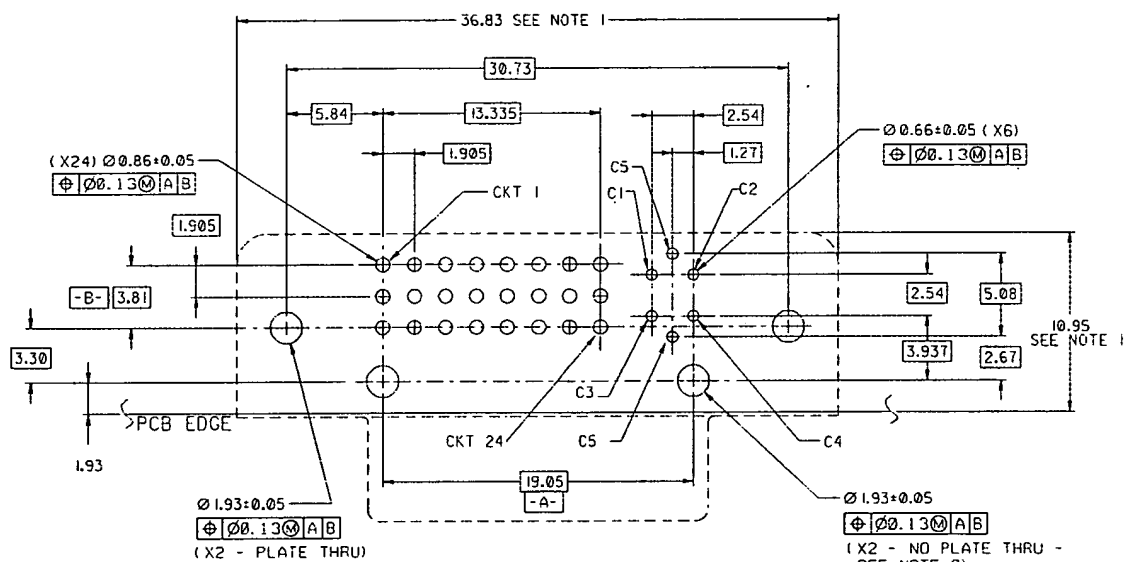 36.83 SEE NOTE 1
30.73
5.84
13.335
2.54
1.905
1.27
(X24) Ø 0.86±0.05
⌖ Ø0.13Ⓜ A B
CKT 1
C5
C1
C2
Ø 0.66±0.05 (X6)
⌖ Ø0.13Ⓜ A B
1.905
-B- 3.81
3.30
2.54
5.08
10.95
SEE NOTE 1
3.937
2.67
C3
PCB EDGE
CKT 24
C5
C4
1.93
19.05
-A-
Ø 1.93±0.05
⌖ Ø0.13Ⓜ A B
(X2 - PLATE THRU)
Ø 1.93±0.05
⌖ Ø0.13Ⓜ A B
(X2 - NO PLATE THRU -
SEE NOTE